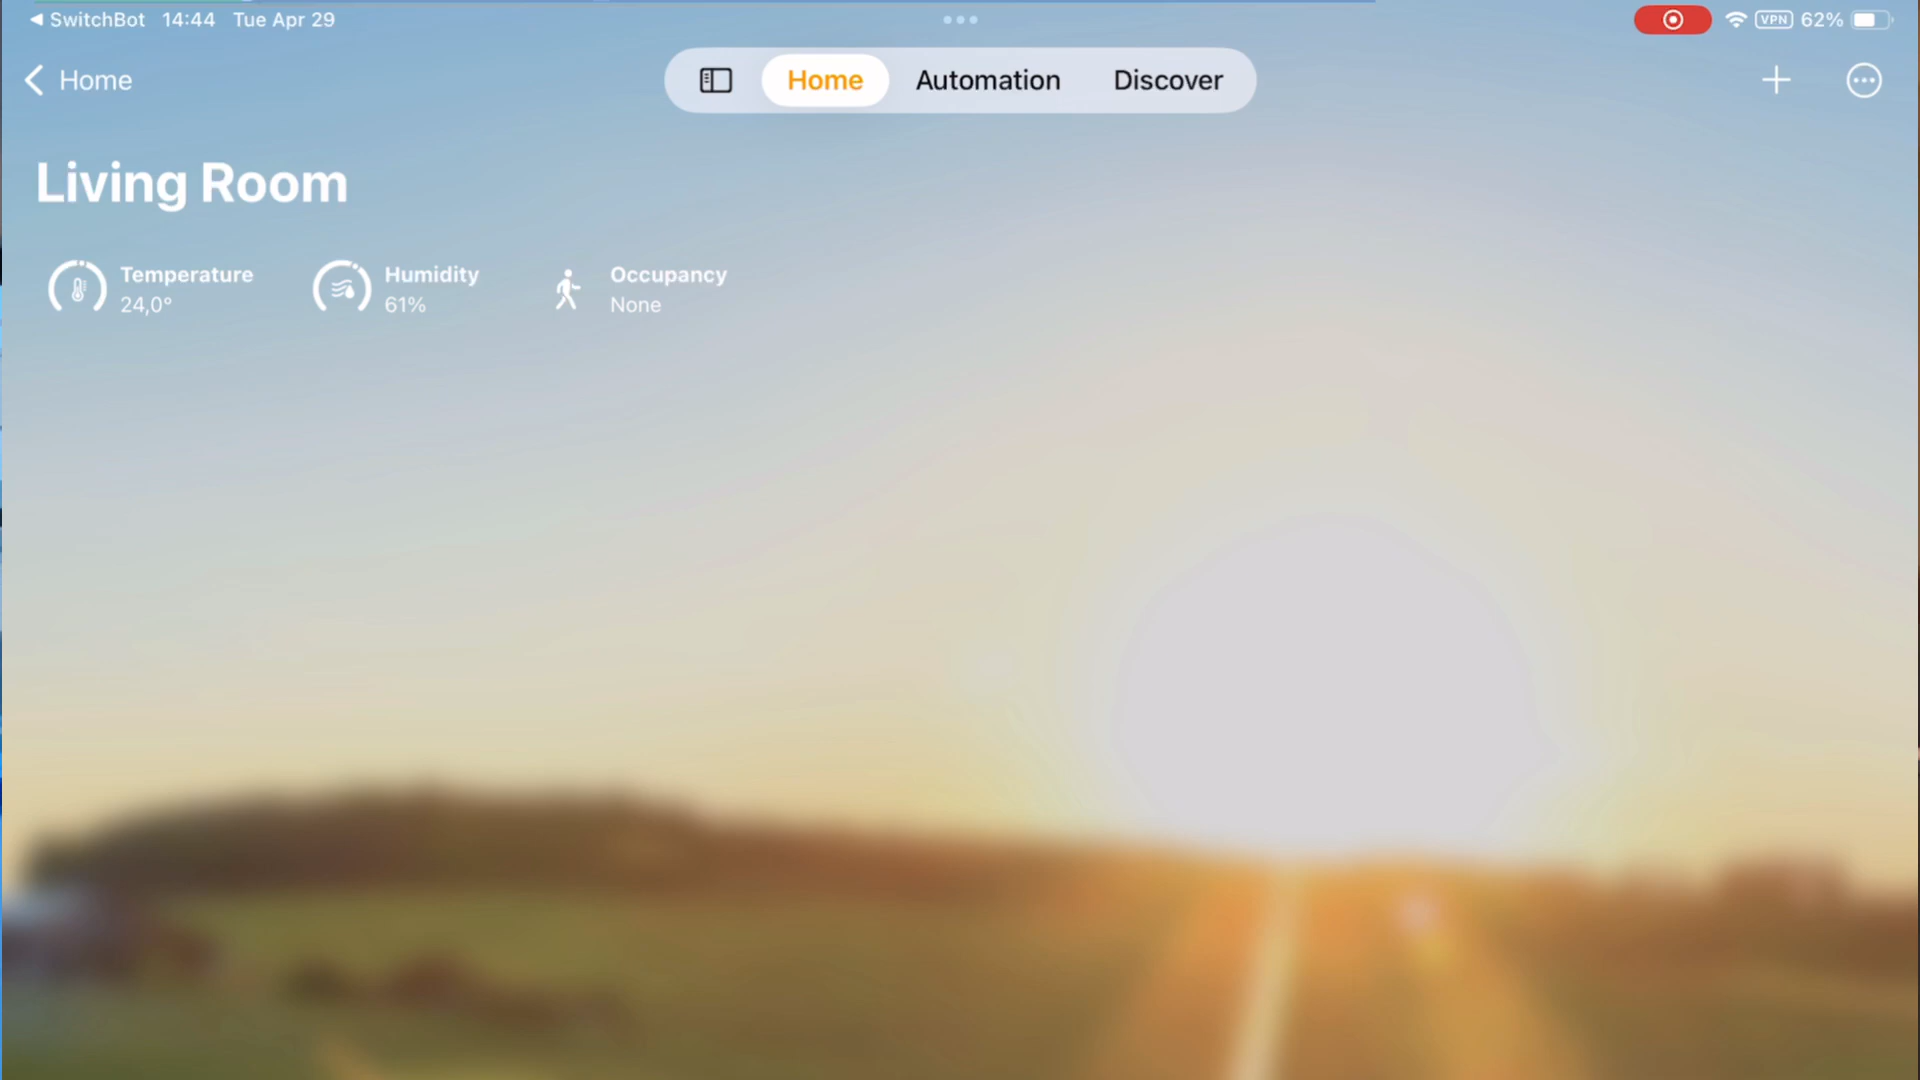 ◀ SwitchBot 14:44 Tue Apr 29
VPN 62%
Home
Home Automation Discover
Living Room
Temperature
24,0°
Humidity
61%
Occupancy
None